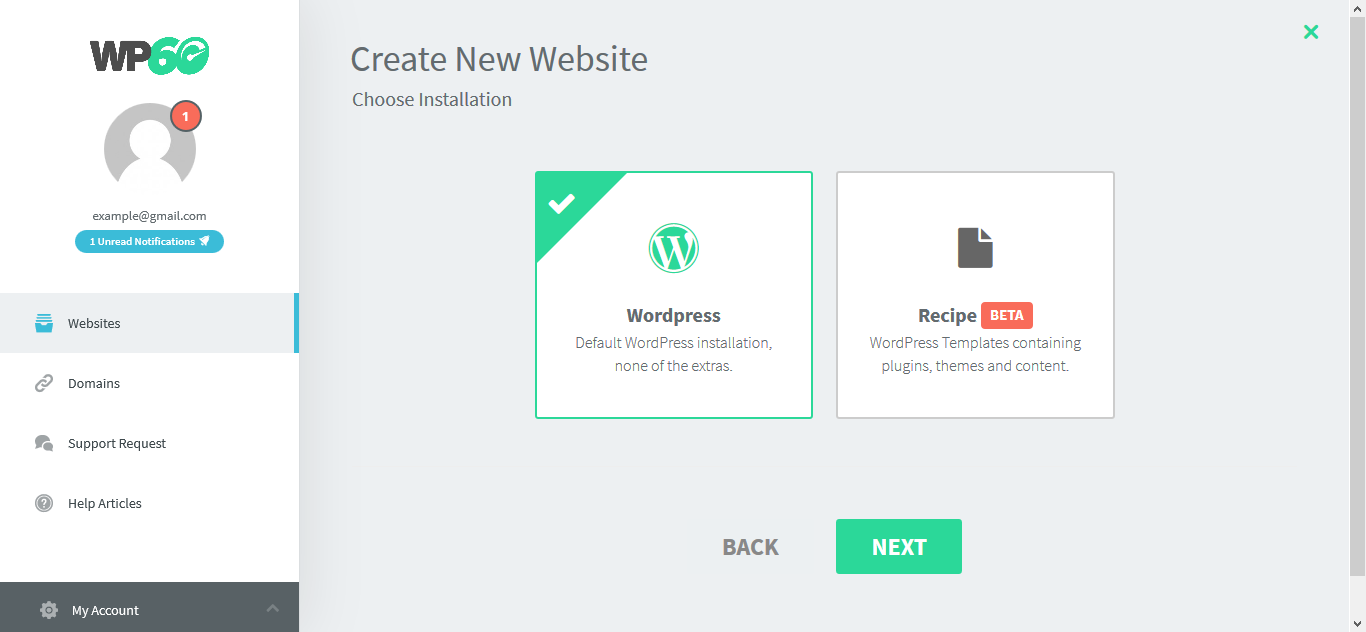 WP60
1
example@gmail.com
1 Unread Notifications
Websites
Domains
Support Request
Help Articles
My Account
Create New Website
Choose Installation
Wordpress
Default WordPress installation,
none of the extras.
Recipe BETA
WordPress Templates containing
plugins, themes and content.
BACK
NEXT